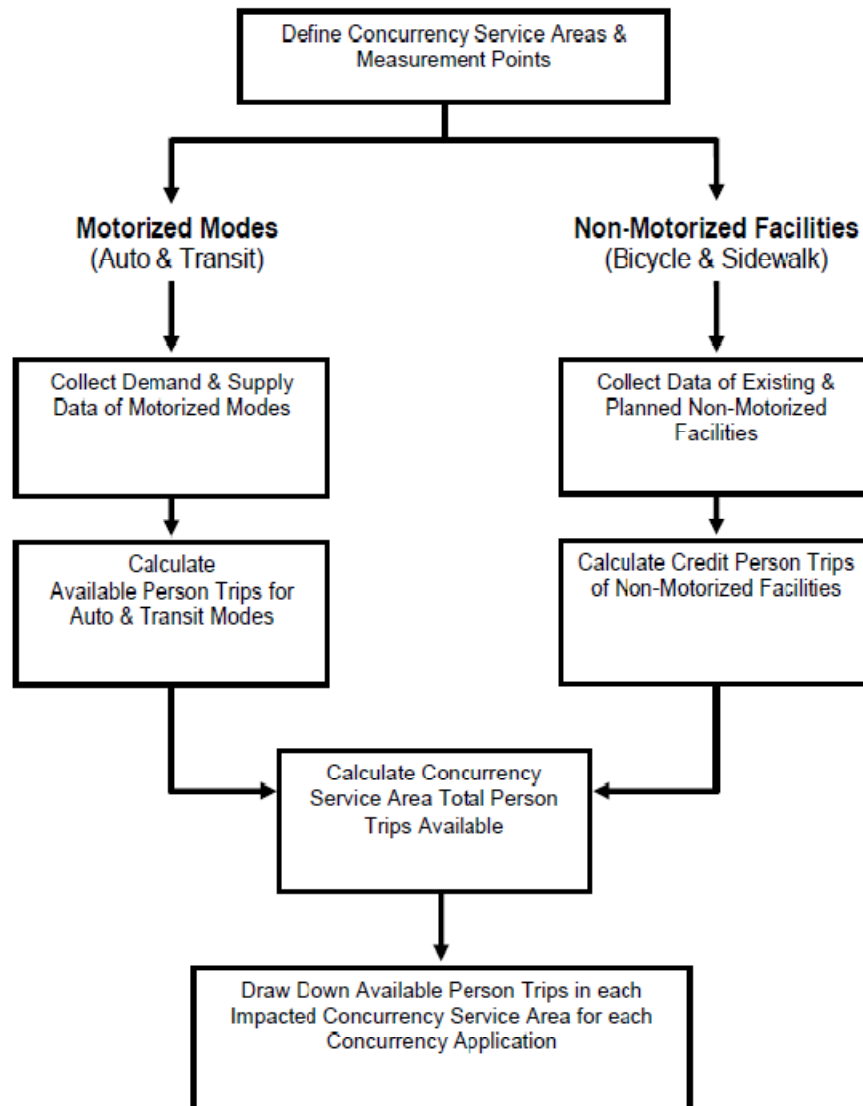 Define Concurrency Service Areas &
Measurement Points
Motorized Modes
(Auto & Transit)
Non-Motorized Facilities
(Bicycle & Sidewalk)
Collect Demand & Supply
Data of Motorized Modes
Collect Data of Existing &
Planned Non-Motorized
Facilities
Calculate
Available Person Trips for
Auto & Transit Modes
Calculate Credit Person Trips
of Non-Motorized Facilities
Calculate Concurrency
Service Area Total Person
Trips Available
Draw Down Available Person Trips in each
Impacted Concurrency Service Area for each
Concurrency Application